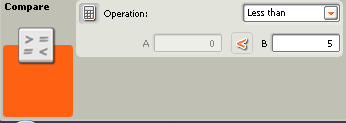 Compare
Operation: Less than
> =
= <
A 0 < B 5